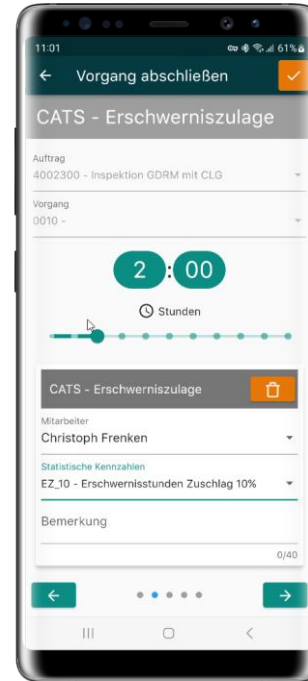 11:01
61%
Vorgang abschließen
CATS - Erschwerniszulage
Auftrag
4002300 - Inspektion GDRM mit CLG
Vorgang
0010 -
2 : 00
Stunden
CATS - Erschwerniszulage
Mitarbeiter
Christoph Frenken
Statistische Kennzahlen
EZ_10 - Erschwernisstunden Zuschlag 10%
Bemerkung
0/40